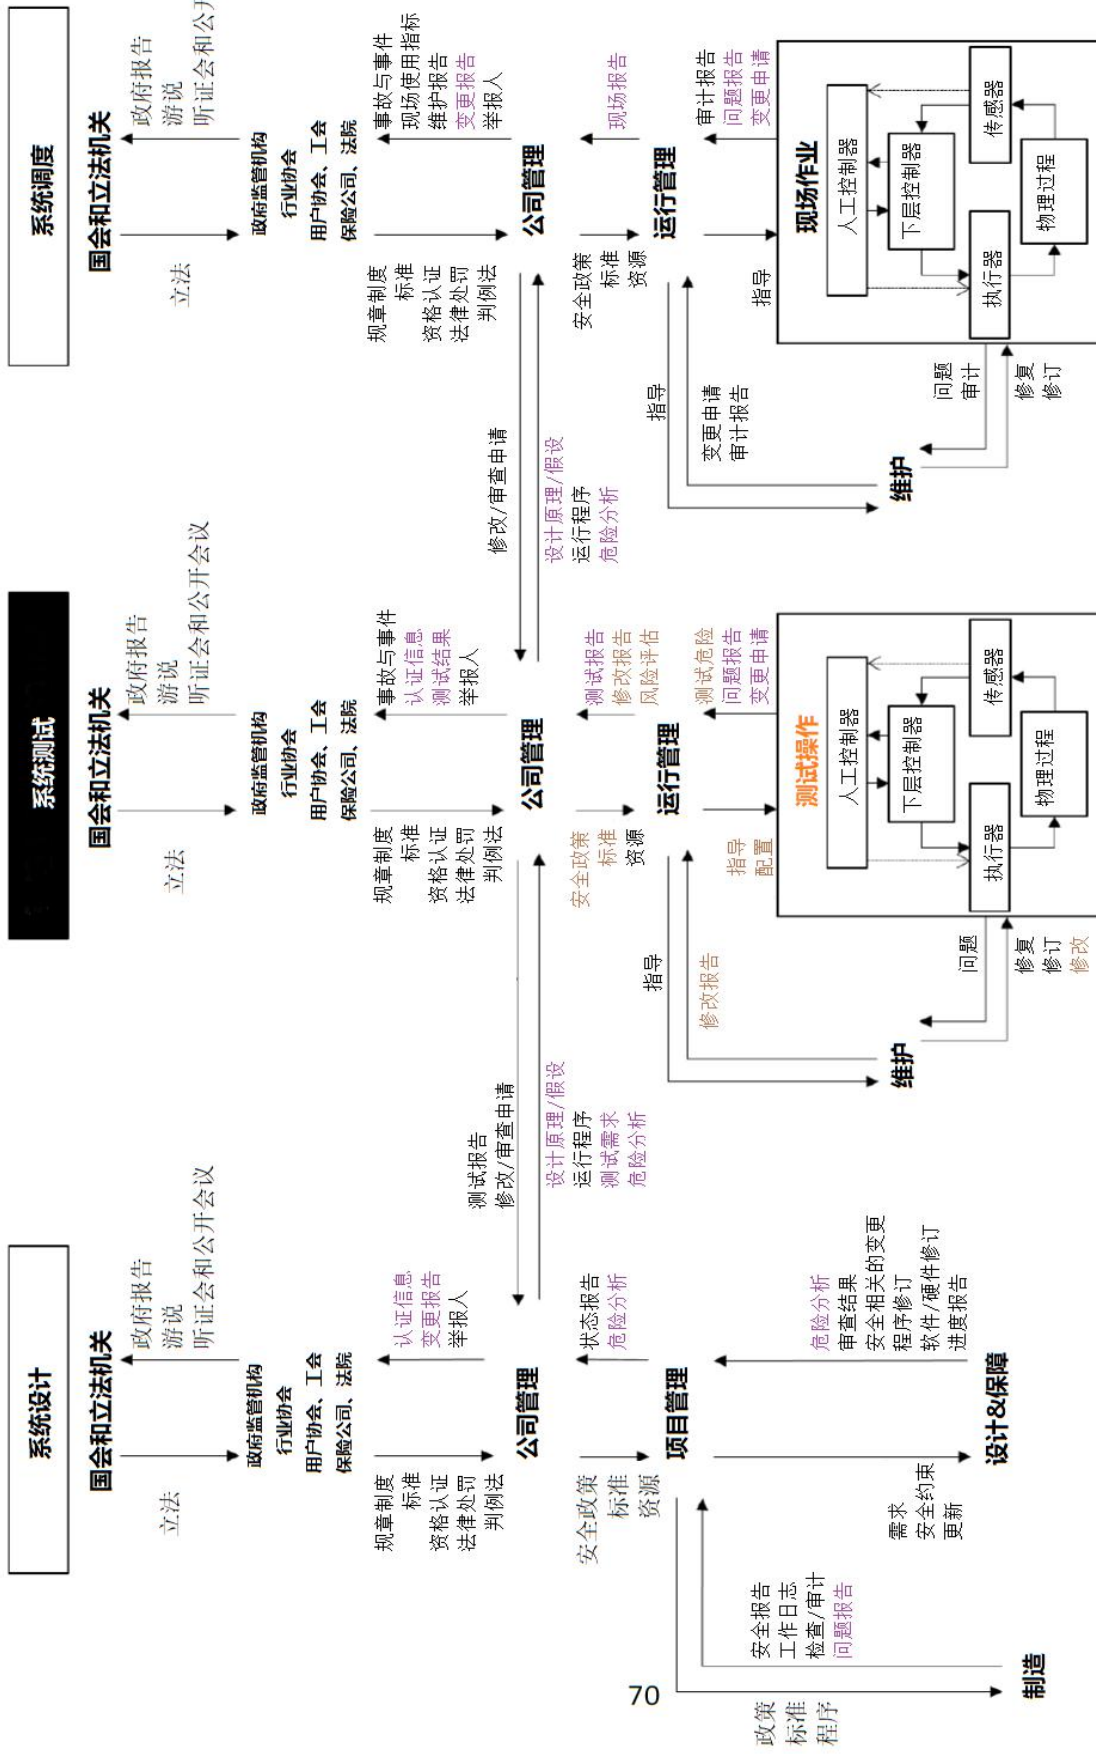 系统设计
国会和立法机关
立法
政府报告
游说
听证会和公开会议
政府监管机构
行业协会
用户协会、工会
保险公司、法院
规章制度
标准
资格认证
法律处罚
判例法
认证信息
变更报告
举报人
公司管理
安全政策
标准
资源
状态报告
危险分析
项目管理
需求
安全约束
更新
危险分析
审查结果
安全相关的变更
程序修订
软件/硬件修订
进度报告
设计&保障
安全报告
工作日志
检查/审计
问题报告
政策
标准
程序
制造
测试报告
修改/审查申请
设计原理/假设
运行程序
测试需求
危险分析
系统测试
国会和立法机关
立法
政府报告
游说
听证会和公开会议
政府监管机构
行业协会
用户协会、工会
保险公司、法院
规章制度
标准
资格认证
法律处罚
判例法
事故与事件
认证信息
测试结果
举报人
公司管理
安全政策
标准
资源
测试报告
修改报告
风险评估
运行管理
指导
配置
测试危险
问题报告
变更申请
测试操作
人工控制器
下层控制器
执行器
传感器
物理过程
指导
修改报告
维护
问题
修复
修订
修改
修改/审查申请
设计原理/假设
运行程序
危险分析
系统调度
国会和立法机关
立法
政府报告
游说
听证会和公开
政府监管机构
行业协会
用户协会、工会
保险公司、法院
规章制度
标准
资格认证
法律处罚
判例法
事故与事件
现场使用指标
维护报告
变更报告
举报人
公司管理
安全政策
标准
资源
现场报告
运行管理
指导
审计报告
问题报告
变更申请
现场作业
人工控制器
下层控制器
执行器
传感器
物理过程
指导
变更申请
审计报告
维护
问题
审计
修复
修订
70